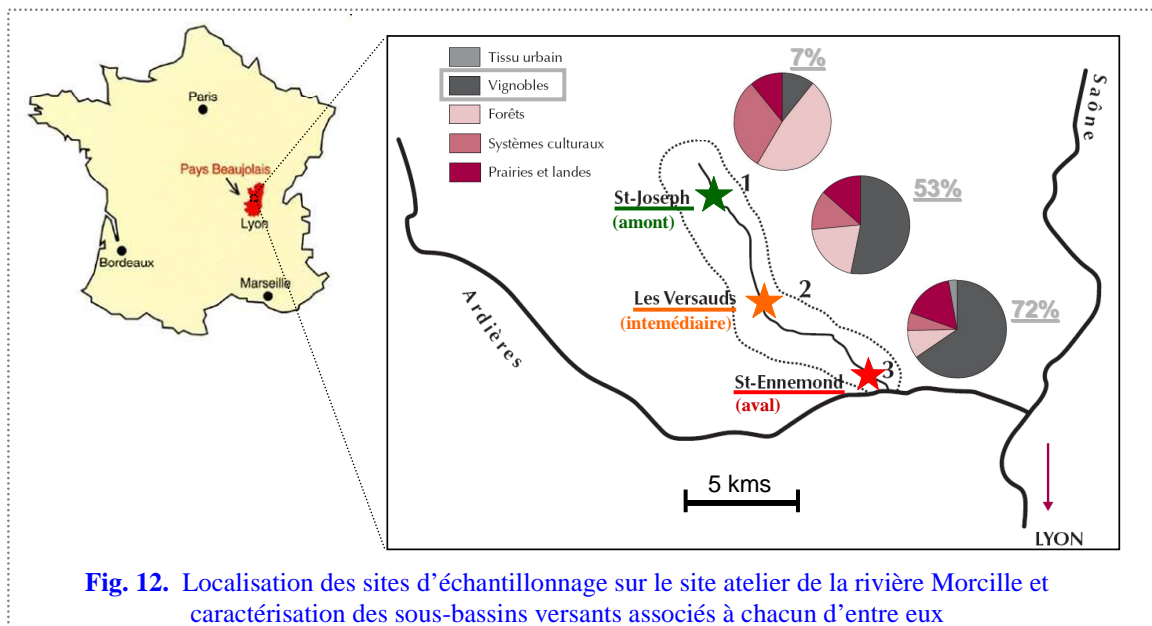 Paris
Pays Beaujolais
Lyon
Bordeaux
Marseille
Tissu urbain
Vignobles
Forêts
Systèmes culturaux
Prairies et landes
7%
53%
72%
Saône
St-Joseph
(amont)
1
Les Versauds
(intemédiaire)
2
St-Ennemond
(aval)
3
Ardières
5 kms
LYON
Fig. 12. Localisation des sites d'échantillonnage sur le site atelier de la rivière Morcille et
caractérisation des sous-bassins versants associés à chacun d'entre eux